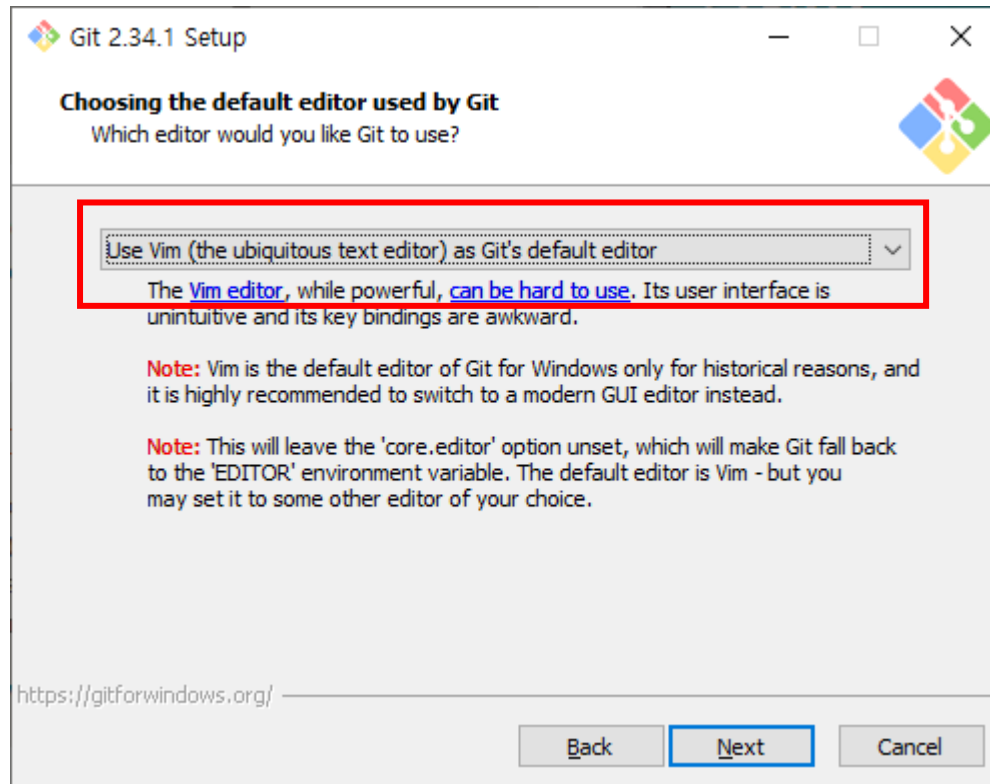 Git 2.34.1 Setup
Choosing the default editor used by Git
Which editor would you like Git to use?
Use Vim (the ubiquitous text editor) as Git's default editor
The Vim editor, while powerful, can be hard to use. Its user interface is
unintuitive and its key bindings are awkward.
Note: Vim is the default editor of Git for Windows only for historical reasons, and
it is highly recommended to switch to a modern GUI editor instead.
Note: This will leave the 'core.editor' option unset, which will make Git fall back
to the 'EDITOR' environment variable. The default editor is Vim - but you
may set it to some other editor of your choice.
https://gitforwindows.org/
Back Next Cancel